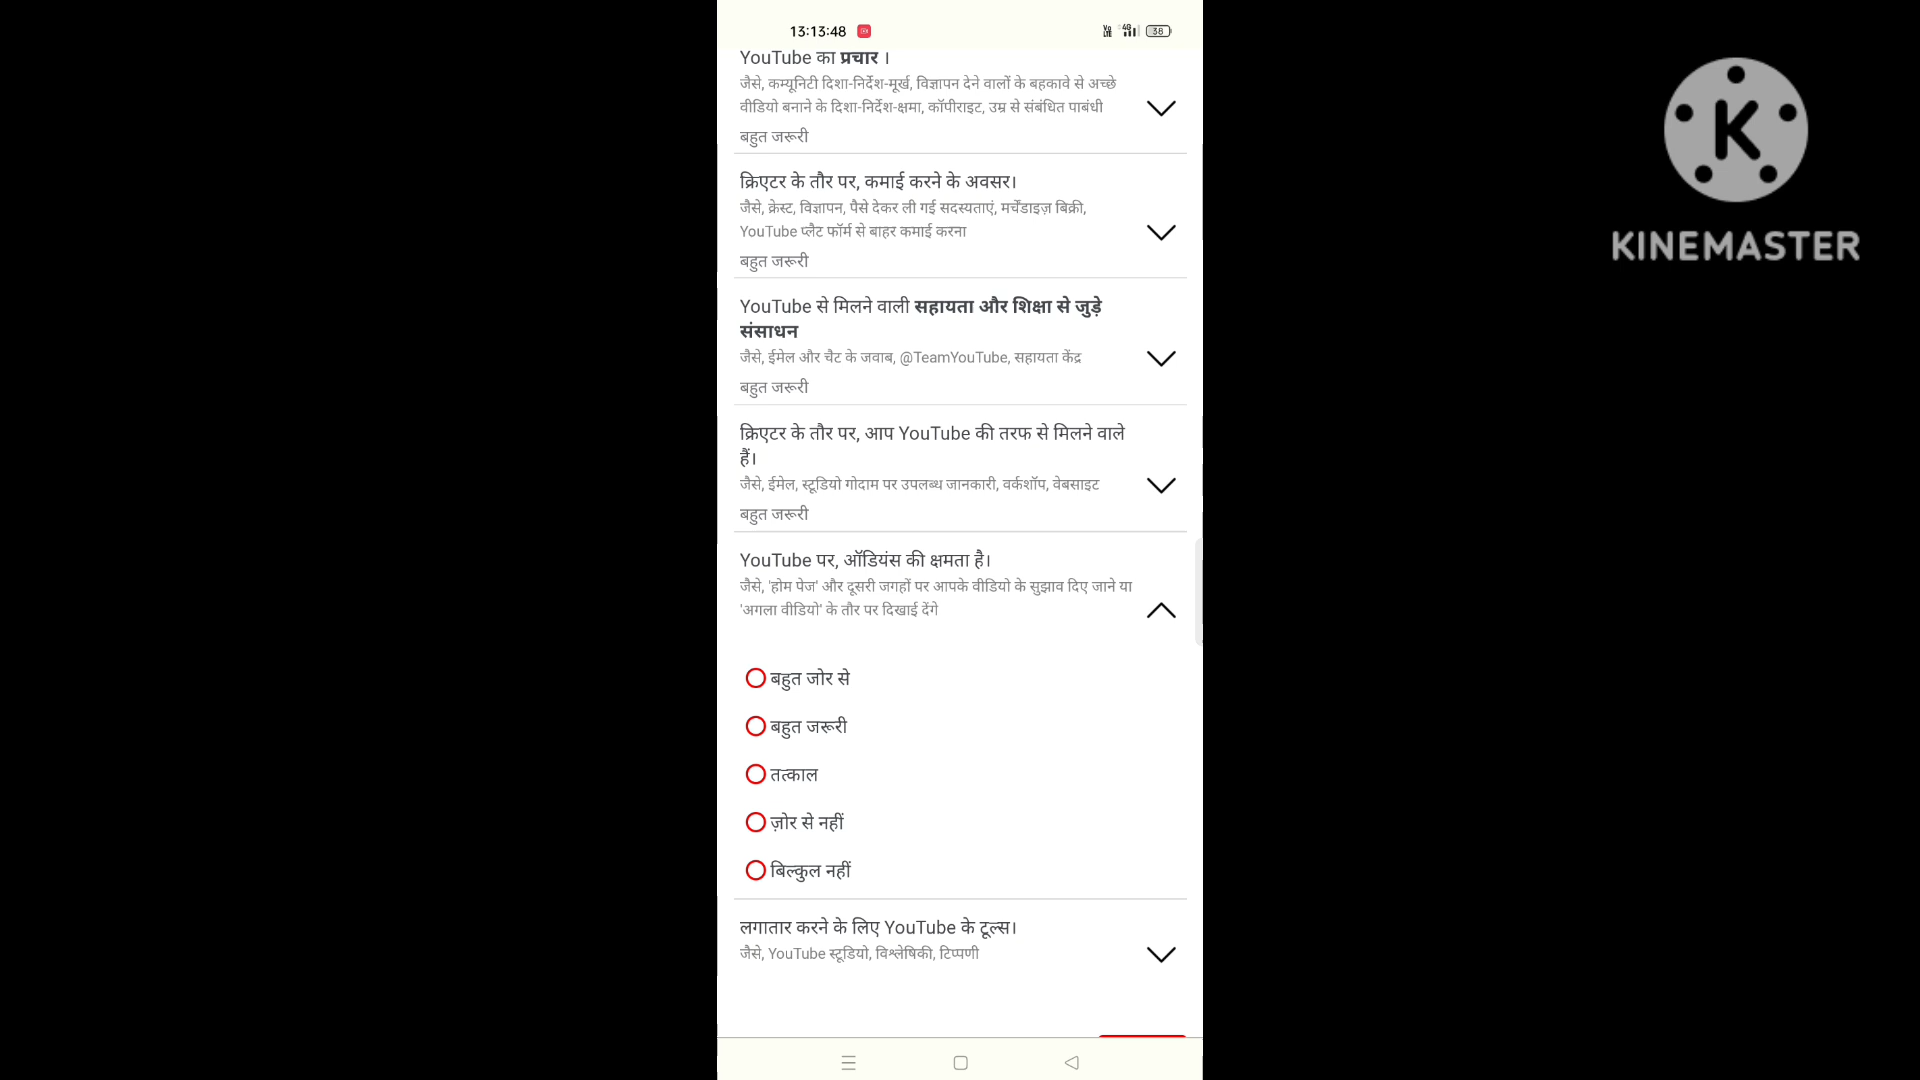 13:13:48
Vo LTE 4G 38
YouTube का प्रचार ।
जैसे, कम्यूनिटी दिशा-निर्देश-मूर्ख, विज्ञापन देने वालों के बहकावे से अच्छे
वीडियो बनाने के दिशा-निर्देश-क्षमा, कॉपीराइट, उम्र से संबंधित पाबंधी
बहुत जरूरी
क्रिएटर के तौर पर, कमाई करने के अवसर।
जैसे, क्रेस्ट, विज्ञापन, पैसे देकर ली गई सदस्यताएं, मर्चेंडाइज़ बिक्री,
YouTube प्लैट फॉर्म से बाहर कमाई करना
बहुत जरूरी
YouTube से मिलने वाली सहायता और शिक्षा से जुड़े
संसाधन
जैसे, ईमेल और चैट के जवाब, @TeamYouTube, सहायता केंद्र
बहुत जरूरी
क्रिएटर के तौर पर, आप YouTube की तरफ से मिलने वाले
हैं।
जैसे, ईमेल, स्टूडियो गोदाम पर उपलब्ध जानकारी, वर्कशॉप, वेबसाइट
बहुत जरूरी
YouTube पर, ऑडियंस की क्षमता है।
जैसे, 'होम पेज' और दूसरी जगहों पर आपके वीडियो के सुझाव दिए जाने या
'अगला वीडियो' के तौर पर दिखाई देंगे
बहुत जोर से
बहुत जरूरी
तत्काल
ज़ोर से नहीं
बिल्कुल नहीं
लगातार करने के लिए YouTube के टूल्स।
जैसे, YouTube स्टूडियो, विश्लेषिकी, टिप्पणी
K
KINEMASTER